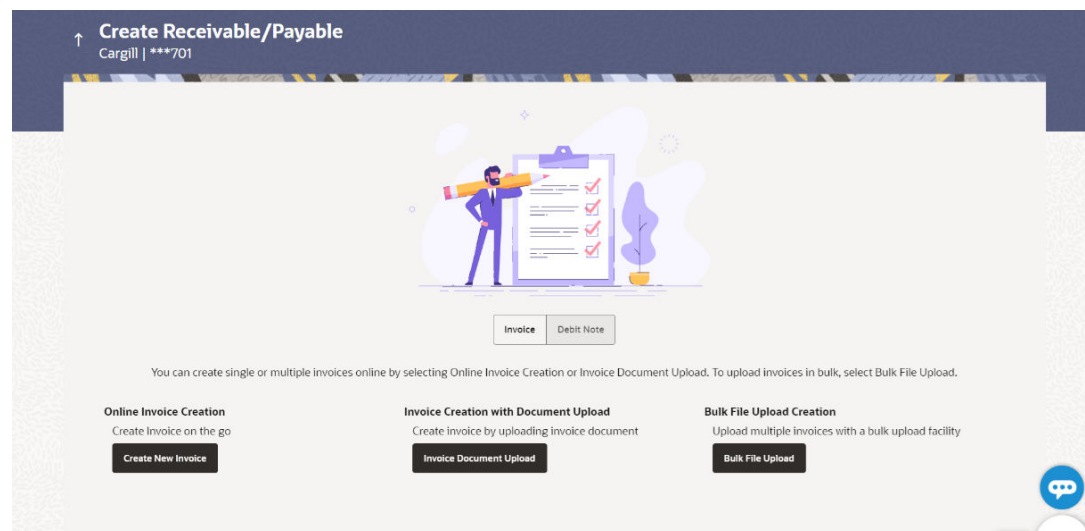 Create Receivable/Payable
Cargill | ***701
Invoice
Debit Note
You can create single or multiple invoices online by selecting Online Invoice Creation or Invoice Document Upload. To upload invoices in bulk, select Bulk File Upload.
Online Invoice Creation
Create Invoice on the go
Create New Invoice
Invoice Creation with Document Upload
Create invoice by uploading invoice document
Invoice Document Upload
Bulk File Upload Creation
Upload multiple invoices with a bulk upload facility
Bulk File Upload